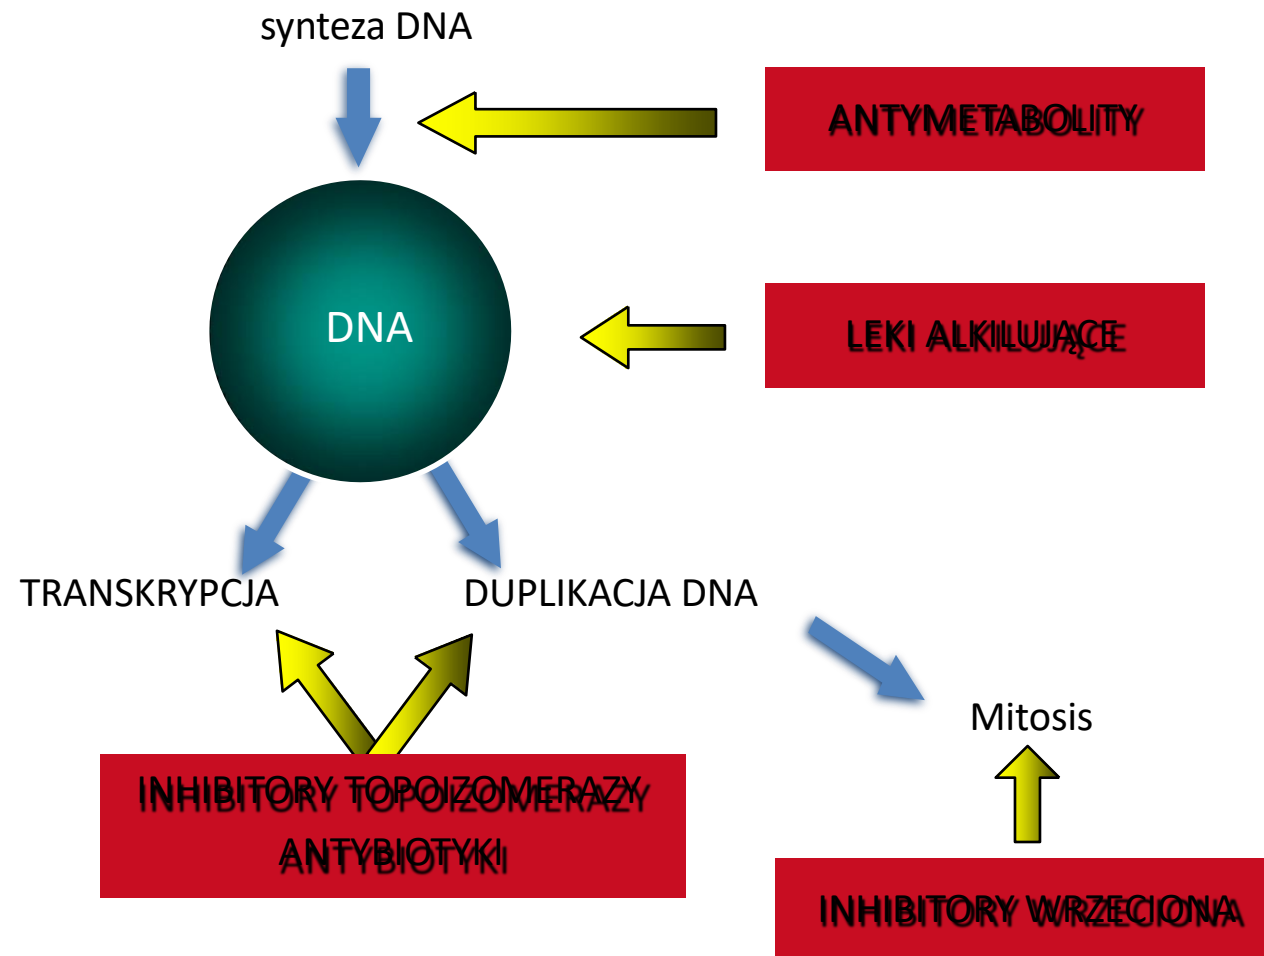 synteza DNA
ANTYMETABOLITY
DNA
LEKI ALKILUJĄCE
TRANSKRYPCJA
DUPLIKACJA DNA
Mitosis
INHIBITORY TOPOIZOMERAZY
ANTYBIOTYKI
INHIBITORY WRZECIONA